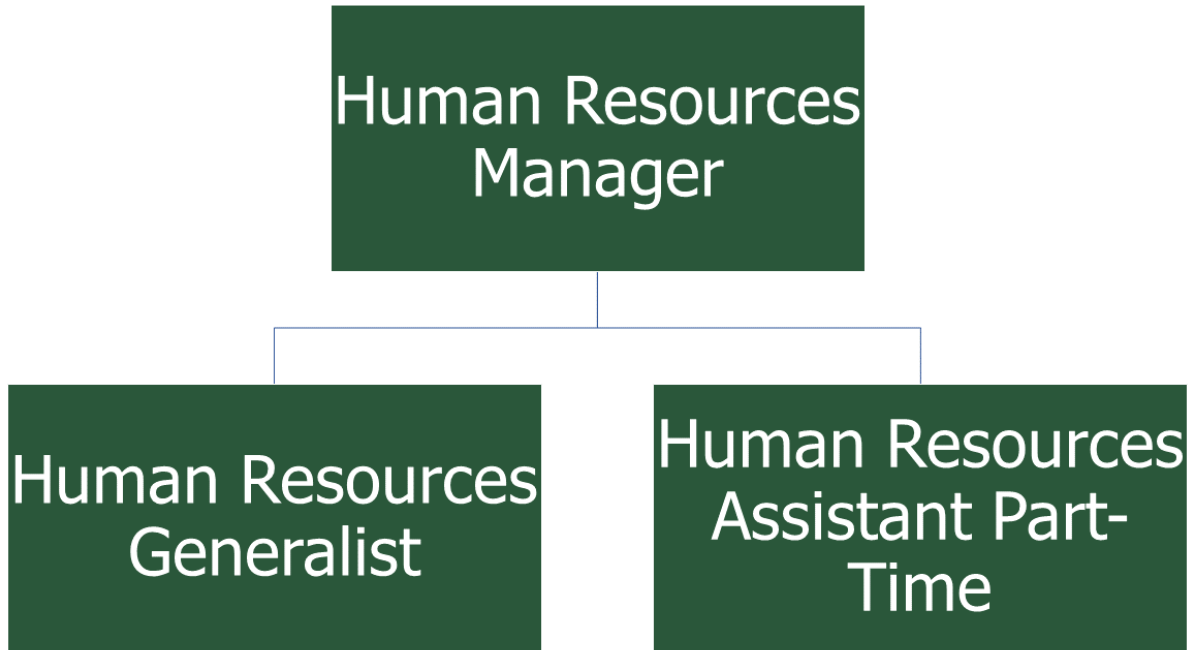 Human Resources
Manager
Human Resources
Generalist
Human Resources
Assistant Part-
Time